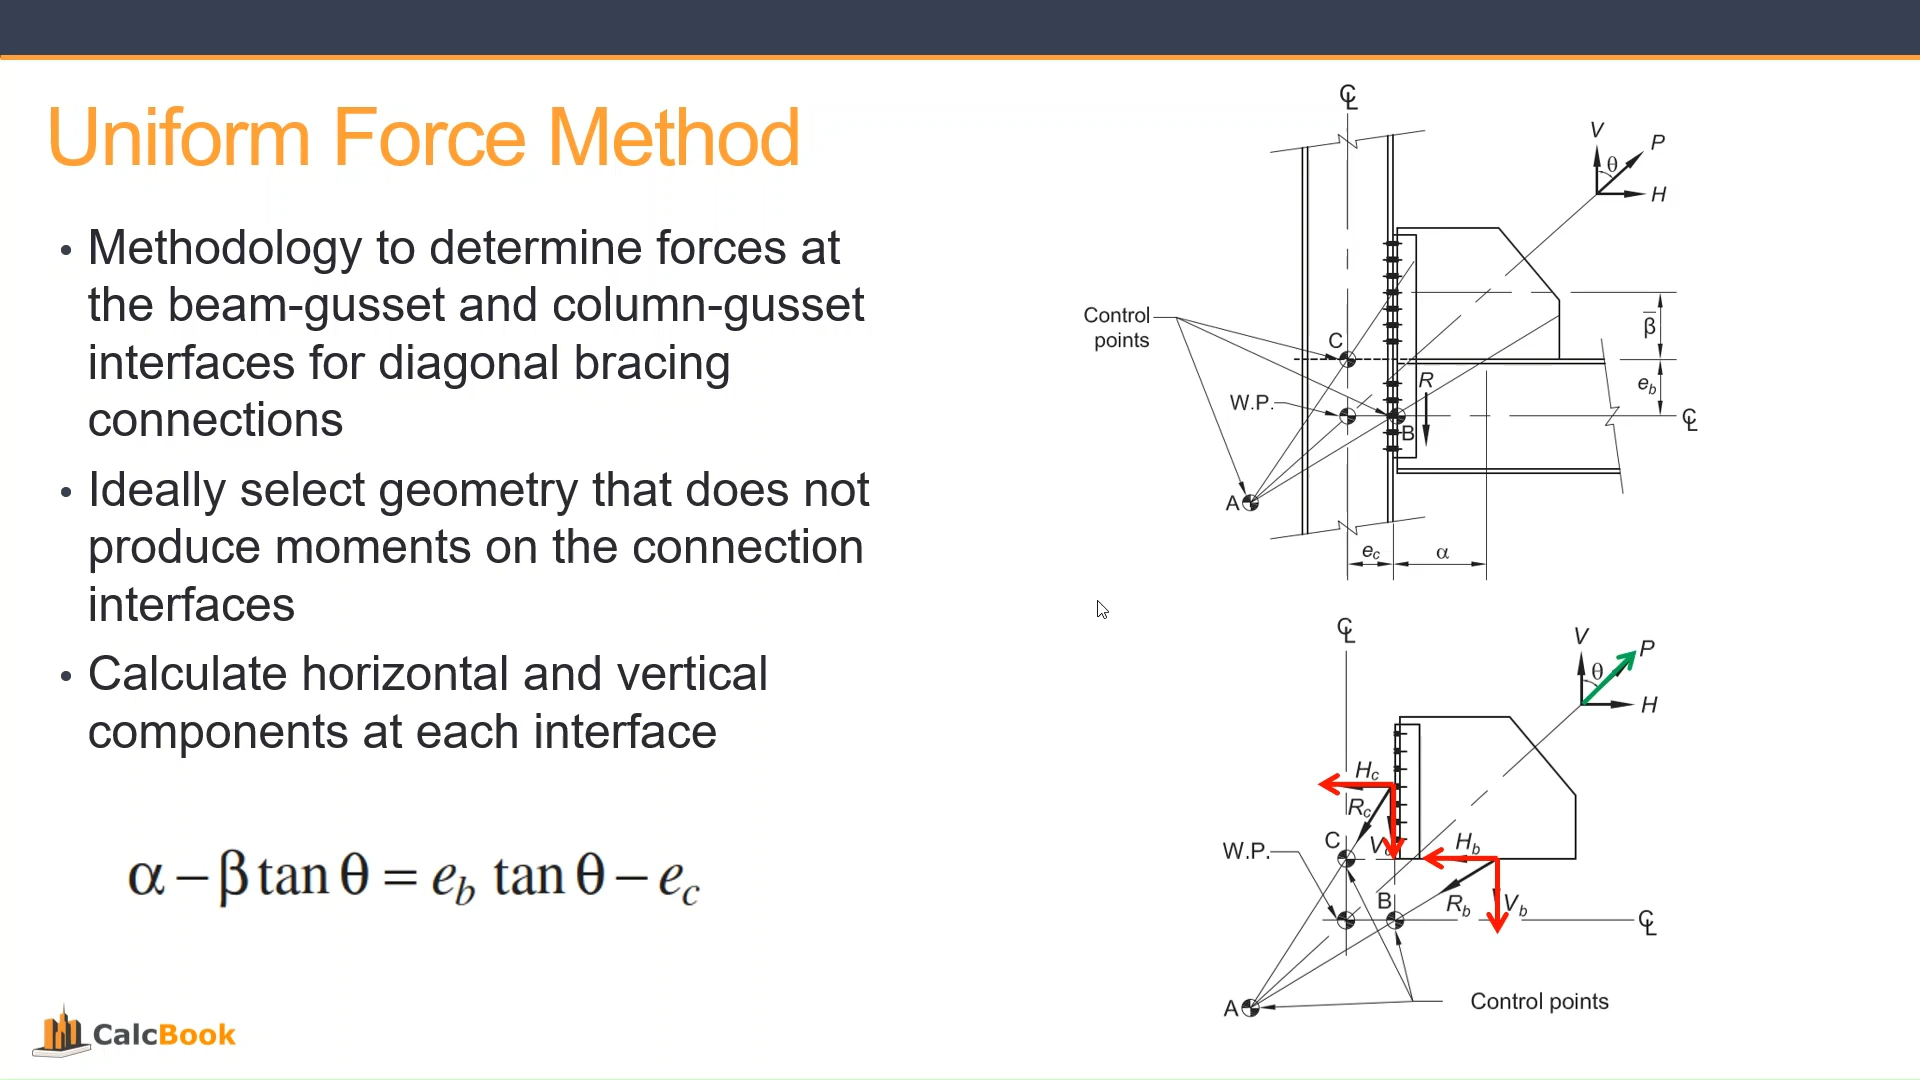 Uniform Force Method
• Methodology to determine forces at
the beam-gusset and column-gusset
interfaces for diagonal bracing
connections
• Ideally select geometry that does not
produce moments on the connection
interfaces
• Calculate horizontal and vertical
components at each interface
α − β tan θ = e_b tan θ − e_c
CalcBook
℄
V
P
θ
H
Control
points
C
β̄
R
e_b
W.P.
B
℄
A
e_c
α
℄
V
P
θ
H
H_c
R_c
C
V_c
H_b
W.P.
B
R_b
V_b
℄
A
Control points